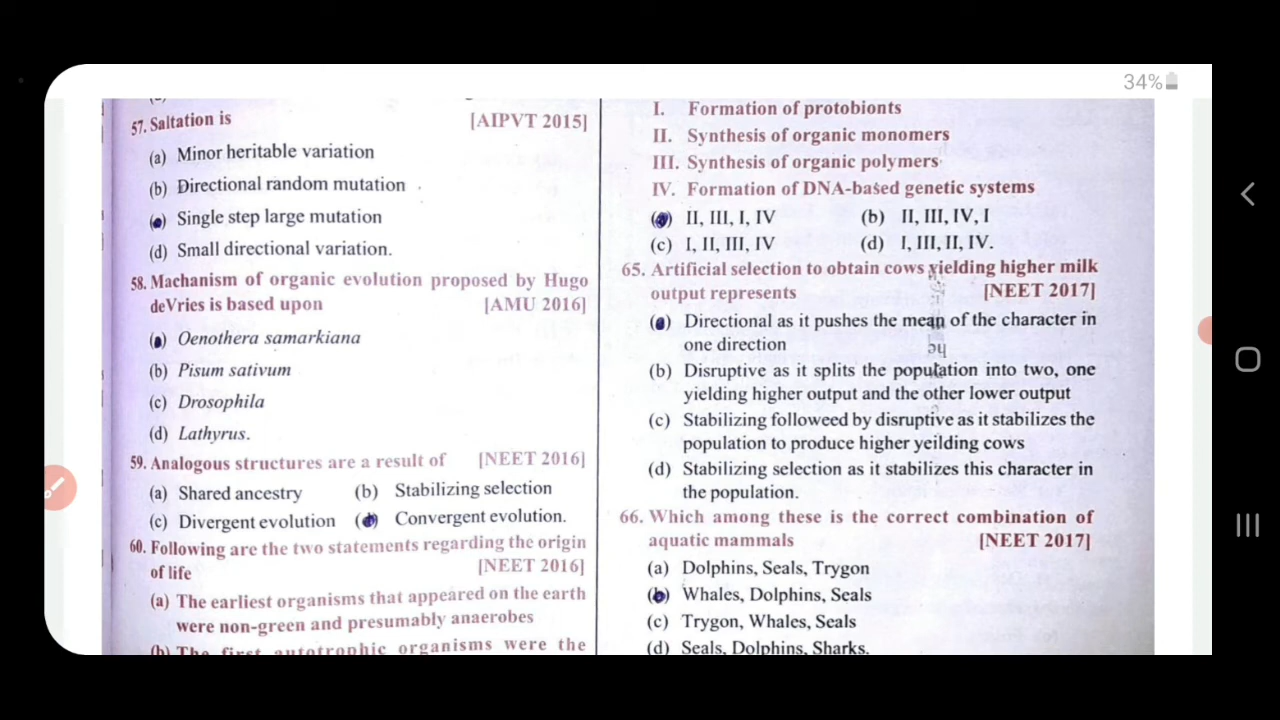 34%
57. Saltation is [AIPVT 2015]
(a) Minor heritable variation
(b) Directional random mutation
(c) Single step large mutation
(d) Small directional variation.
58. Machanism of organic evolution proposed by Hugo
deVries is based upon [AMU 2016]
(a) Oenothera samarkiana
(b) Pisum sativum
(c) Drosophila
(d) Lathyrus.
59. Analogous structures are a result of [NEET 2016]
(a) Shared ancestry (b) Stabilizing selection
(c) Divergent evolution (d) Convergent evolution.
60. Following are the two statements regarding the origin
of life [NEET 2016]
(a) The earliest organisms that appeared on the earth
were non-green and presumably anaerobes
(b) The first autotrophic organisms were the
I. Formation of protobionts
II. Synthesis of organic monomers
III. Synthesis of organic polymers
IV. Formation of DNA-based genetic systems
(a) II, III, I, IV (b) II, III, IV, I
(c) I, II, III, IV (d) I, III, II, IV.
65. Artificial selection to obtain cows yielding higher milk
output represents [NEET 2017]
(a) Directional as it pushes the mean of the character in
one direction
(b) Disruptive as it splits the population into two, one
yielding higher output and the other lower output
(c) Stabilizing followeed by disruptive as it stabilizes the
population to produce higher yeilding cows
(d) Stabilizing selection as it stabilizes this character in
the population.
66. Which among these is the correct combination of
aquatic mammals [NEET 2017]
(a) Dolphins, Seals, Trygon
(b) Whales, Dolphins, Seals
(c) Trygon, Whales, Seals
(d) Seals, Dolphins, Sharks.